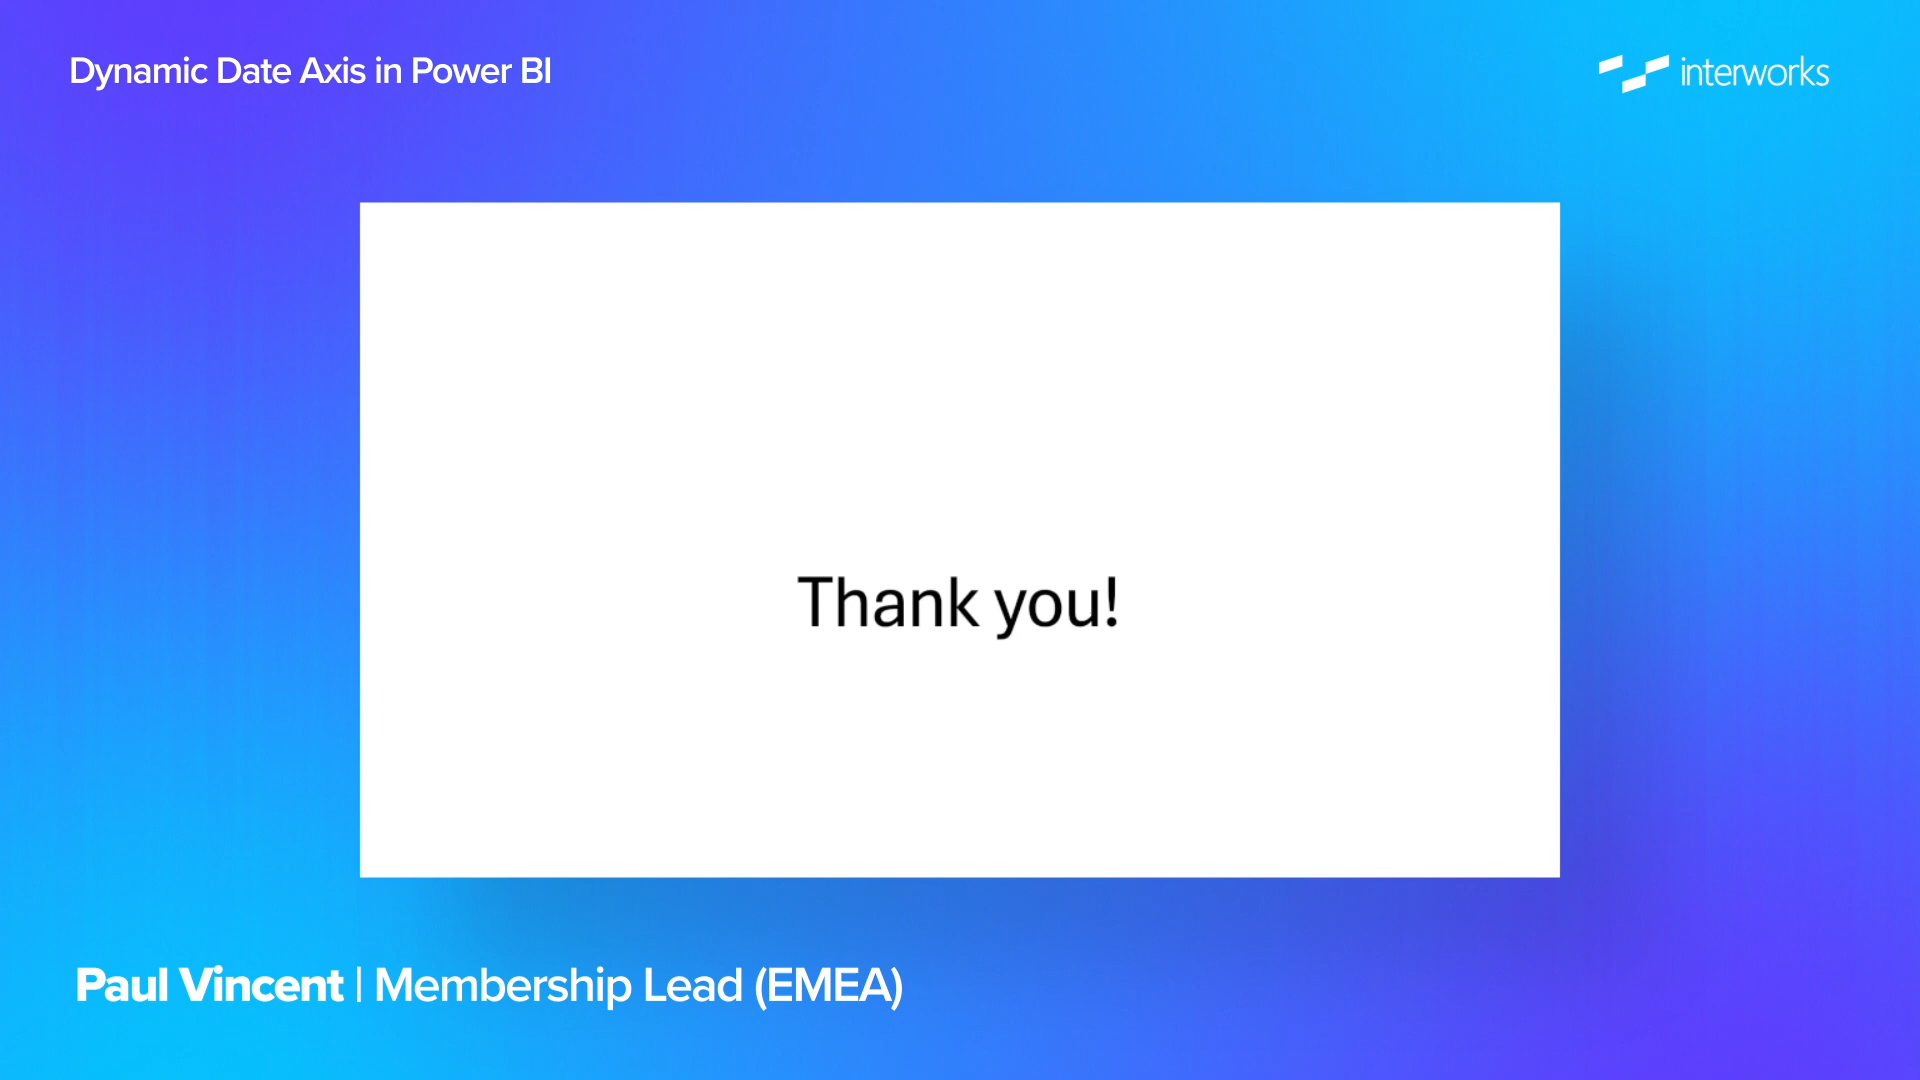 Dynamic Date Axis in Power BI
interworks
Thank you!
Paul Vincent | Membership Lead (EMEA)